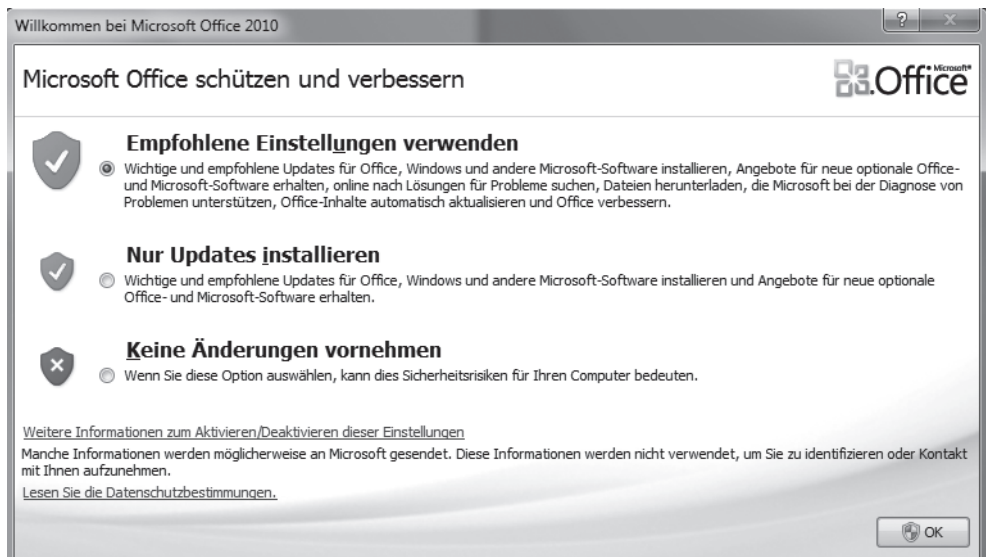 Willkommen bei Microsoft Office 2010
?
x
Microsoft Office schützen und verbessern
Microsoft®
Office
Empfohlene Einstellungen verwenden
Wichtige und empfohlene Updates für Office, Windows und andere Microsoft-Software installieren, Angebote für neue optionale Office-
und Microsoft-Software erhalten, online nach Lösungen für Probleme suchen, Dateien herunterladen, die Microsoft bei der Diagnose von
Problemen unterstützen, Office-Inhalte automatisch aktualisieren und Office verbessern.
Nur Updates installieren
Wichtige und empfohlene Updates für Office, Windows und andere Microsoft-Software installieren und Angebote für neue optionale
Office- und Microsoft-Software erhalten.
Keine Änderungen vornehmen
Wenn Sie diese Option auswählen, kann dies Sicherheitsrisiken für Ihren Computer bedeuten.
Weitere Informationen zum Aktivieren/Deaktivieren dieser Einstellungen
Manche Informationen werden möglicherweise an Microsoft gesendet. Diese Informationen werden nicht verwendet, um Sie zu identifizieren oder Kontakt
mit Ihnen aufzunehmen.
Lesen Sie die Datenschutzbestimmungen.
OK